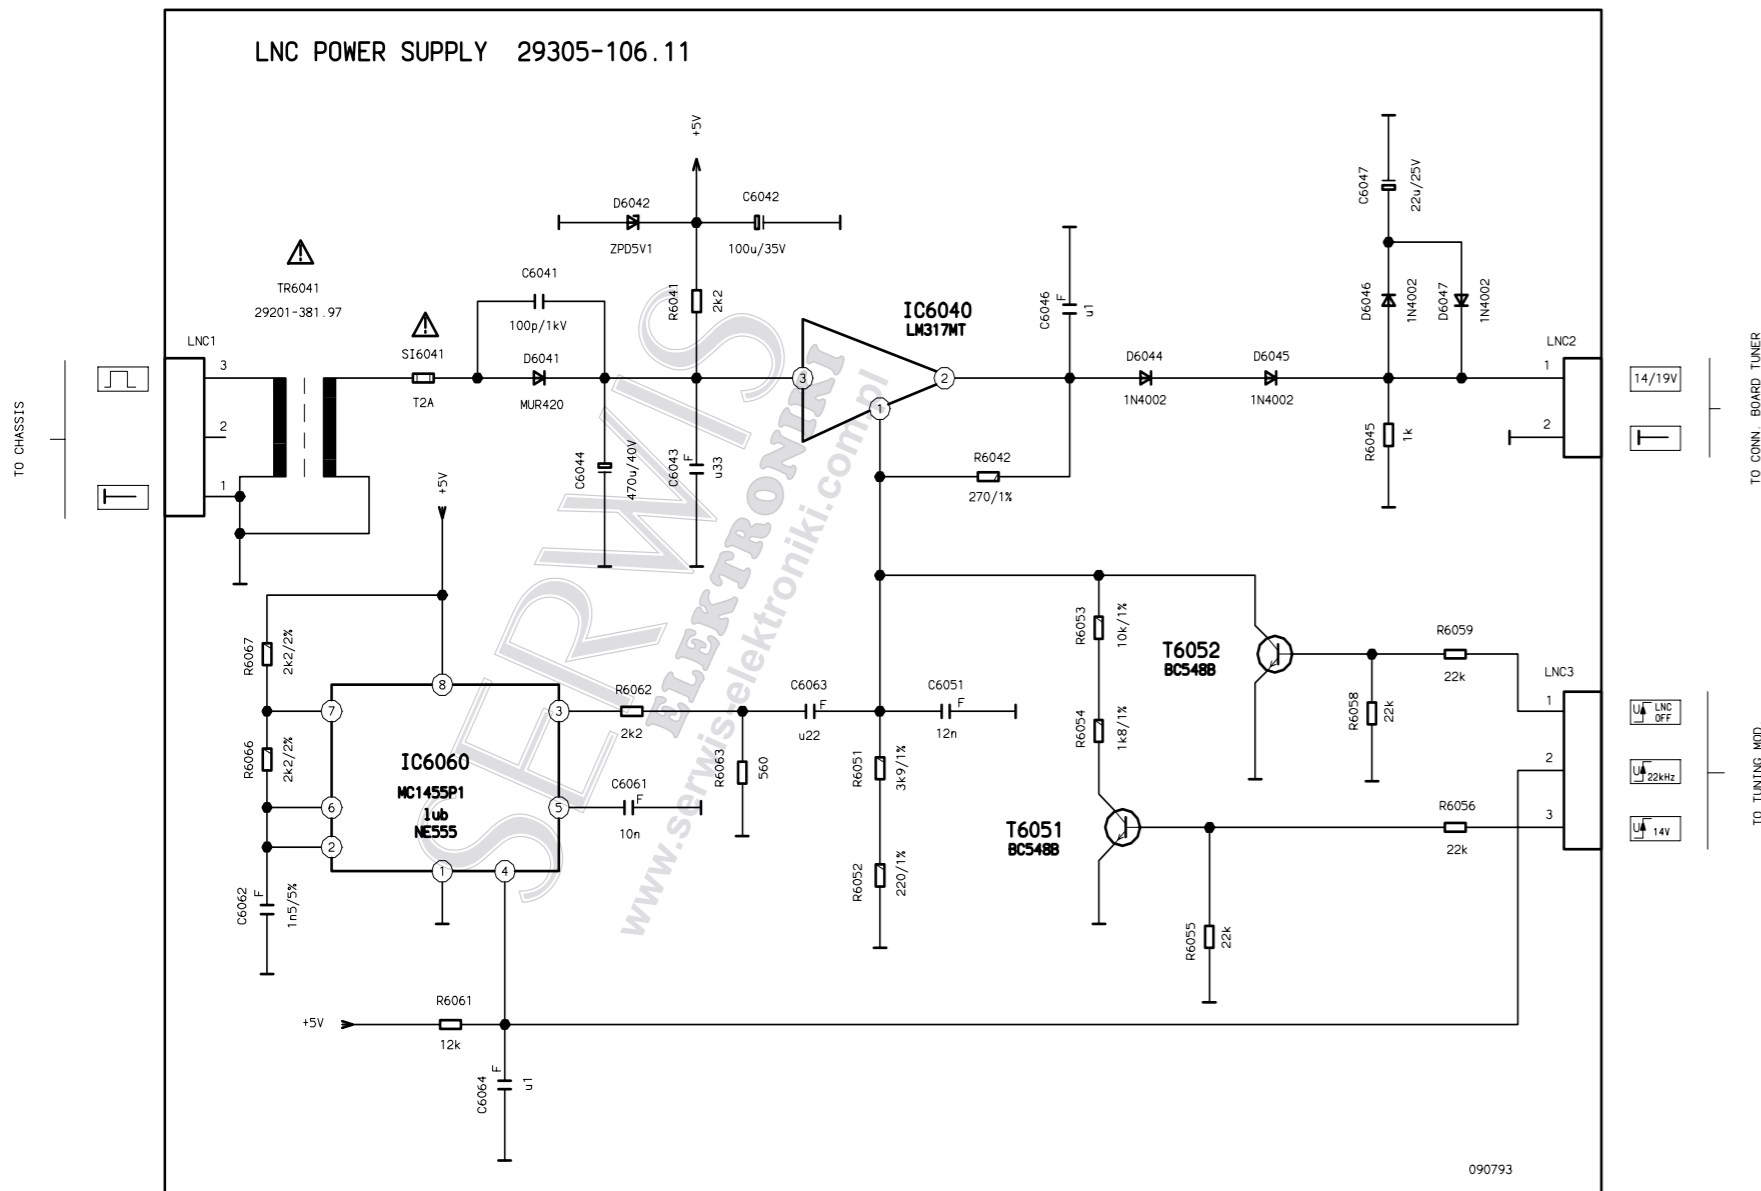 LNC POWER SUPPLY 29305-106.11
+5V
D6042
ZPD5V1
C6042
100u/35V
C6047
22u/25V
TR6041
29201-381.97
C6041
100p/1kV
R6041
2k2
IC6040
LM317MT
C6046
F
u1
D6046
1N4002
D6047
1N4002
LNC1
3
2
1
TO CHASSIS
SI6041
T2A
D6041
MUR420
3
2
1
D6044
1N4002
D6045
1N4002
LNC2
1
2
14/19V
TO CONN. BOARD TUNER
R6045
1k
C6044
470u/40V
C6043
F
u33
R6042
270/1%
+5V
R6067
2k2/2%
R6066
2k2/2%
C6062
F
1n5/5%
8
7
6
2
1
4
3
5
IC6060
MC1455P1
lub
NE555
R6062
2k2
R6063
560
C6061
F
10n
C6063
F
u22
C6051
F
12n
R6051
3k9/1%
R6052
220/1%
R6053
10k/1%
R6054
1k8/1%
T6052
BC548B
T6051
BC548B
R6059
22k
R6058
22k
R6056
22k
R6055
22k
LNC3
1
2
3
U LNC
OFF
U 22kHz
U 14V
TO TUNING MOD.
+5V
R6061
12k
C6064
F
u1
090793
SERWIS
ELEKTRONIKI
www.serwis-elektroniki.com.pl